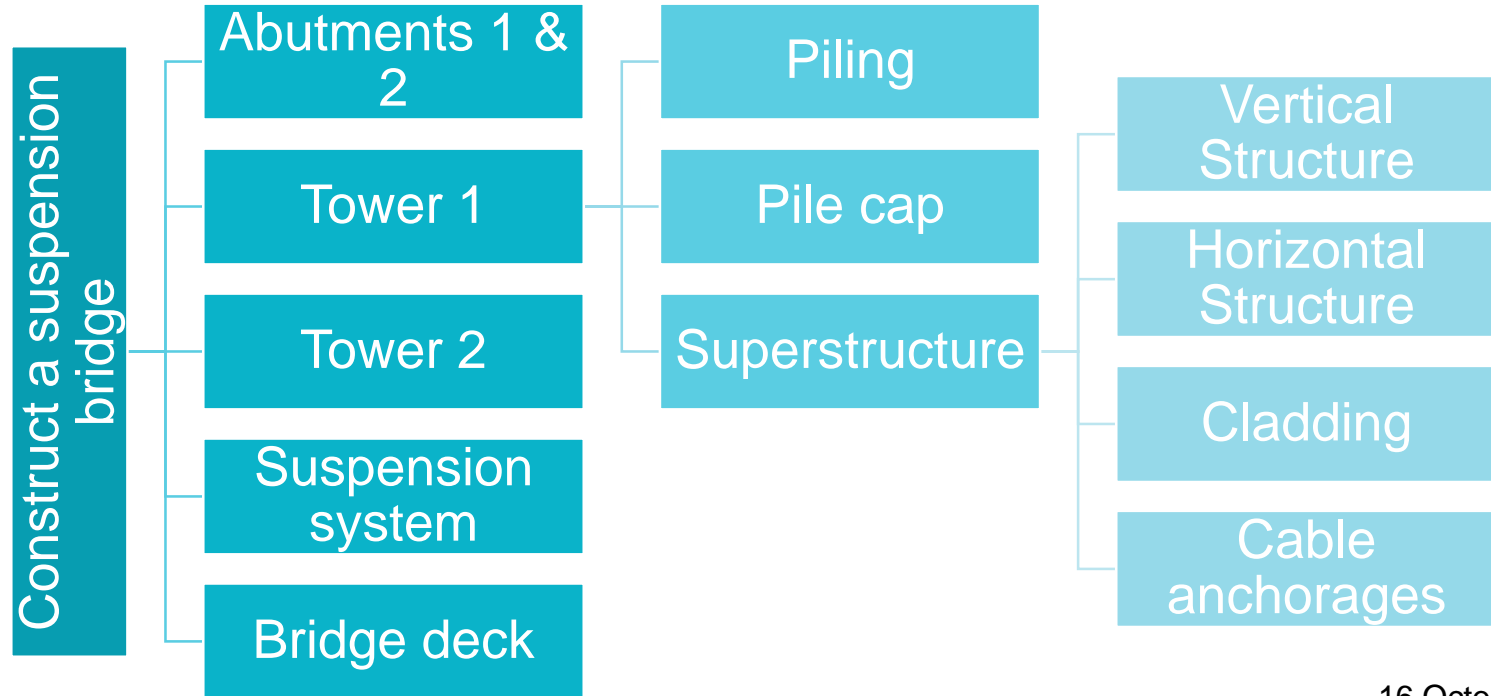 Construct a suspension
bridge
Abutments 1 &
2
Tower 1
Tower 2
Suspension
system
Bridge deck
Piling
Pile cap
Superstructure
Vertical
Structure
Horizontal
Structure
Cladding
Cable
anchorages
16